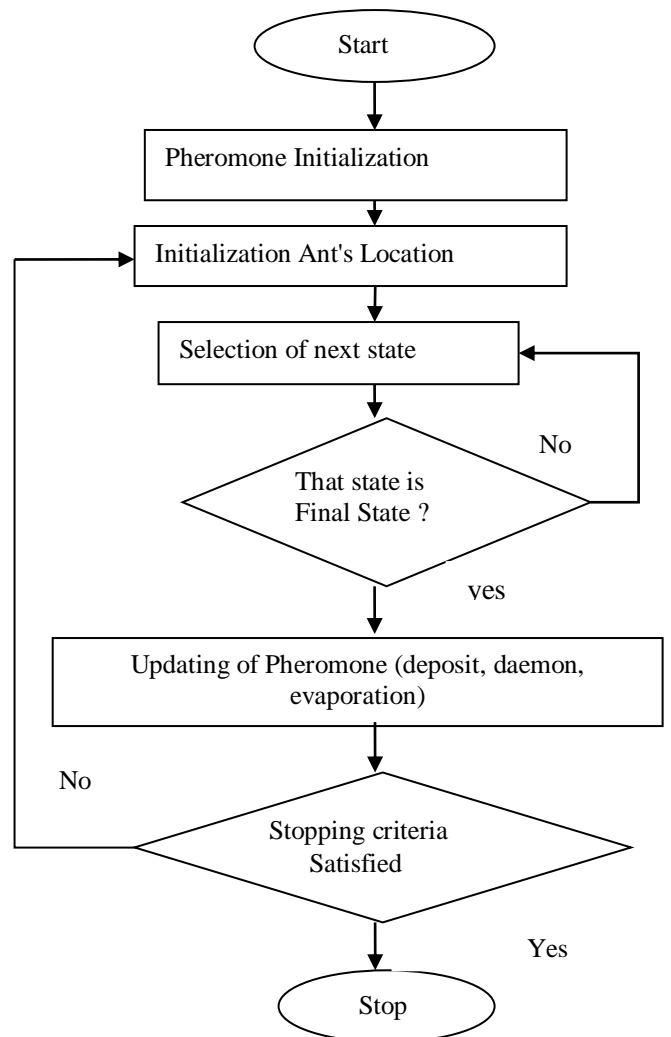 Start
Pheromone Initialization
Initialization Ant's Location
Selection of next state
No
That state is
Final State ?
yes
Updating of Pheromone (deposit, daemon,
evaporation)
No
Stopping criteria
Satisfied
Yes
Stop